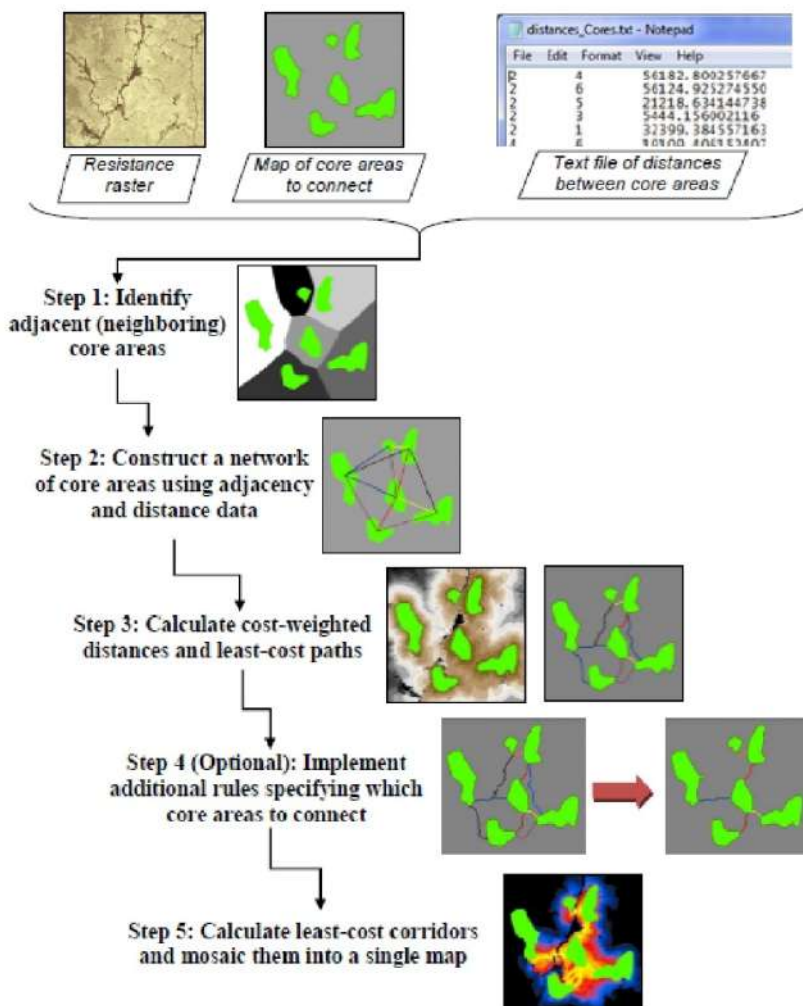 distances_Cores.txt - Notepad
File Edit Format View Help
2 4 56182.800257667
2 6 56124.925274550
2 5 21218.634144738
2 3 5444.156002116
2 1 32399.384557163
Resistance
raster
Map of core areas
to connect
Text file of distances
between core areas
Step 1: Identify
adjacent (neighboring)
core areas
Step 2: Construct a network
of core areas using adjacency
and distance data
Step 3: Calculate cost-weighted
distances and least-cost paths
Step 4 (Optional): Implement
additional rules specifying which
core areas to connect
Step 5: Calculate least-cost corridors
and mosaic them into a single map